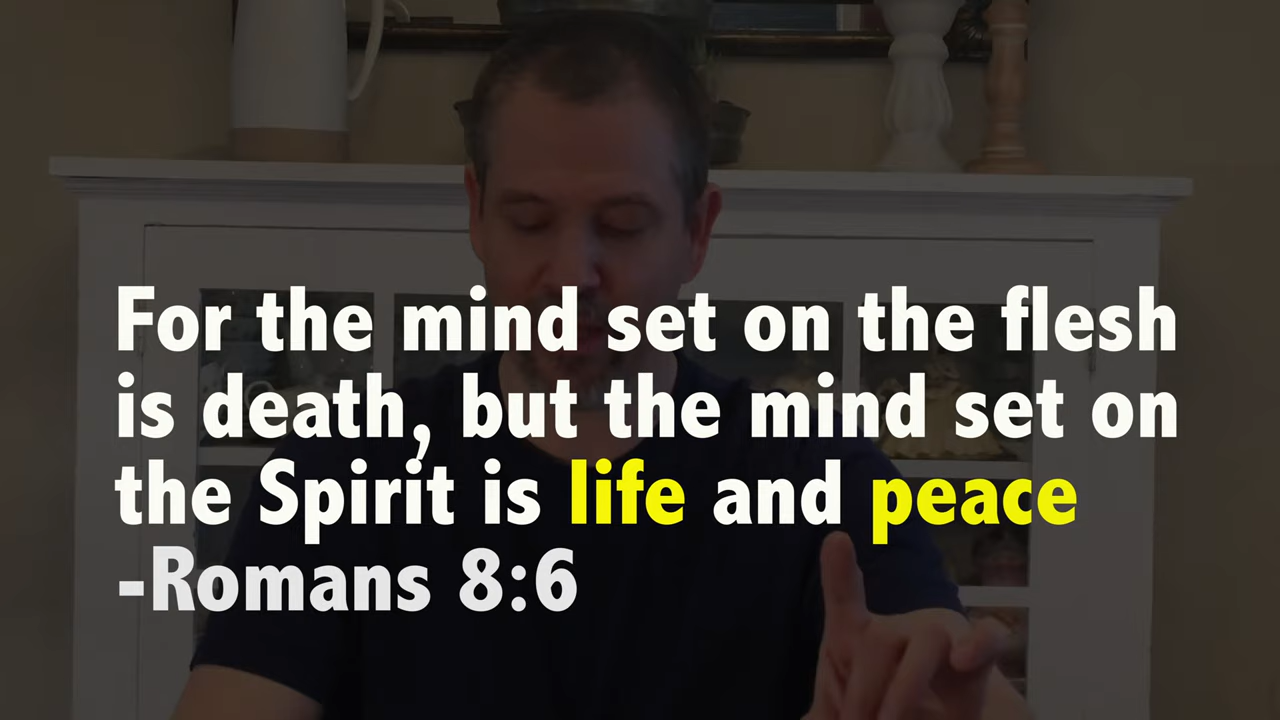 For the mind set on the flesh
is death, but the mind set on
the Spirit is life and peace
-Romans 8:6